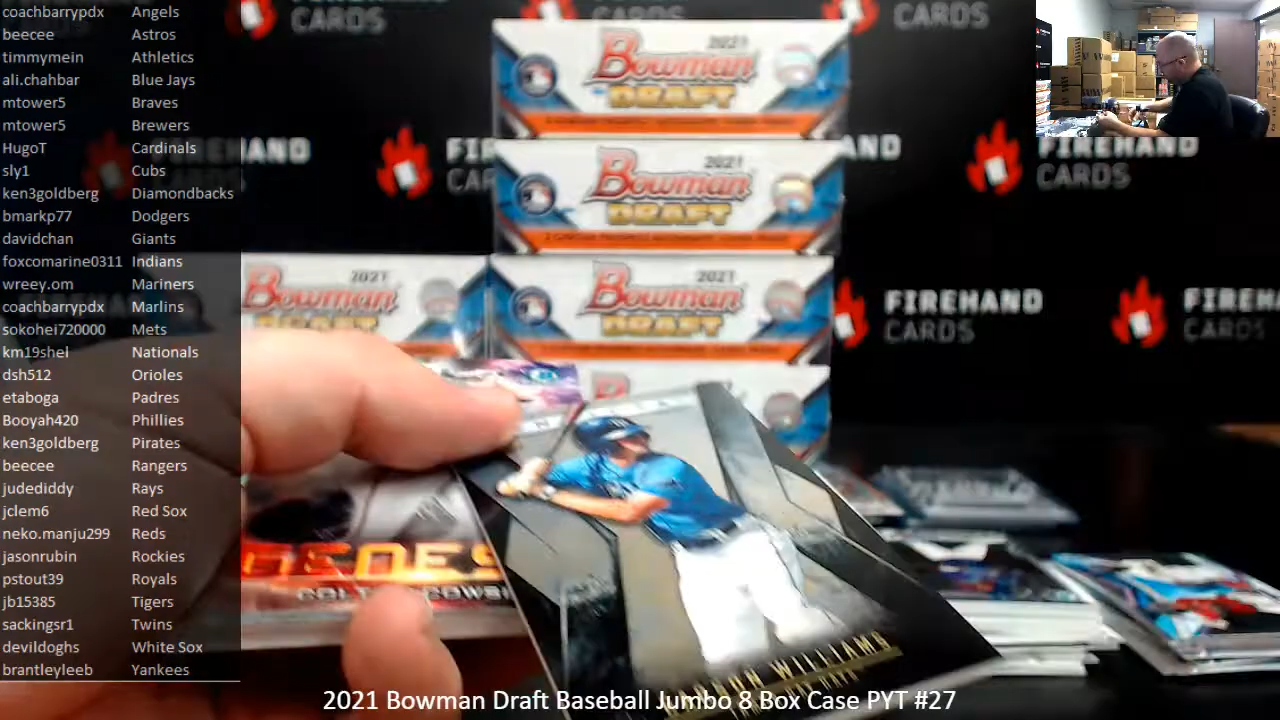 coachbarrypdx Angels
beecee Astros
timmymein Athletics
ali.chahbar Blue Jays
mtower5 Braves
mtower5 Brewers
HugoT Cardinals
sly1 Cubs
ken3goldberg Diamondbacks
bmarkp77 Dodgers
davidchan Giants
foxcomarine0311 Indians
wreey.om Mariners
coachbarrypdx Marlins
sokohei720000 Mets
km19shel Nationals
dsh512 Orioles
etaboga Padres
Booyah420 Phillies
ken3goldberg Pirates
beecee Rangers
judediddy Rays
jclem6 Red Sox
neko.manju299 Reds
jasonrubin Rockies
pstout39 Royals
jb15385 Tigers
sackingsr1 Twins
devildoghs White Sox
brantleyleeb Yankees
CARDS
CARDS
2021
Bowman
DRAFT
FIREHAND
FIREHAND
CARDS
2021
Bowman
DRAFT
2021
Bowman
DRAFT
2021
Bowman
DRAFT
FIREHAND
CARDS
WILLIAMS
2021 Bowman Draft Baseball Jumbo 8 Box Case PYT #27